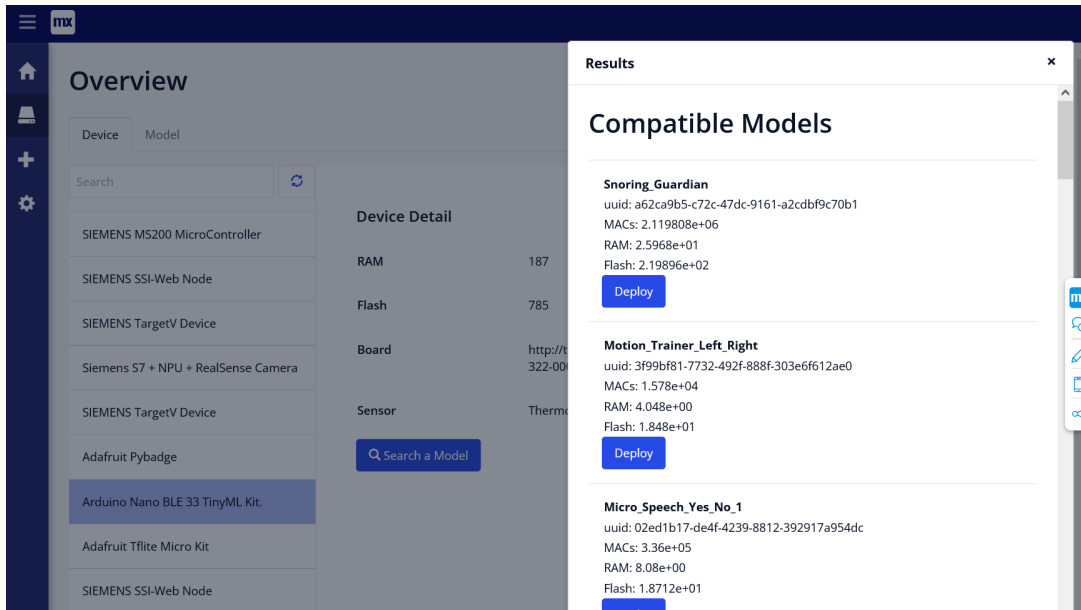 mx
Overview
Device
Model
Search
SIEMENS MS200 MicroController
SIEMENS SSI-Web Node
SIEMENS TargetV Device
Siemens S7 + NPU + RealSense Camera
SIEMENS TargetV Device
Adafruit Pybadge
Arduino Nano BLE 33 TinyML Kit.
Adafruit Tflite Micro Kit
SIEMENS SSI-Web Node
Device Detail
RAM 187
Flash 785
Board http://t
322-00
Sensor Thermo
Search a Model
Results ×
Compatible Models
Snoring_Guardian
uuid: a62ca9b5-c72c-47dc-9161-a2cdbf9c70b1
MACs: 2.119808e+06
RAM: 2.5968e+01
Flash: 2.19896e+02
Deploy
Motion_Trainer_Left_Right
uuid: 3f99bf81-7732-492f-888f-303e6f612ae0
MACs: 1.578e+04
RAM: 4.048e+00
Flash: 1.848e+01
Deploy
Micro_Speech_Yes_No_1
uuid: 02ed1b17-de4f-4239-8812-392917a954dc
MACs: 3.36e+05
RAM: 8.08e+00
Flash: 1.8712e+01